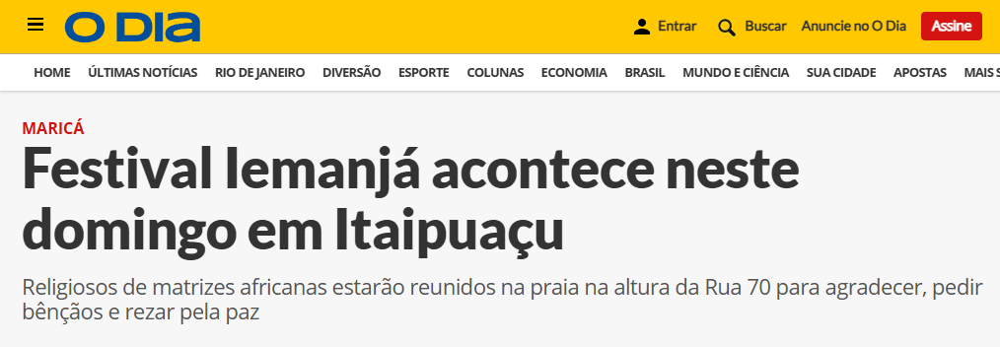 O DIA
Entrar
Buscar
Anuncie no O Dia
Assine
HOME ÚLTIMAS NOTÍCIAS RIO DE JANEIRO DIVERSÃO ESPORTE COLUNAS ECONOMIA BRASIL MUNDO E CIÊNCIA SUA CIDADE APOSTAS MAIS S
MARICÁ
Festival Iemanjá acontece neste
domingo em Itaipuaçu
Religiosos de matrizes africanas estarão reunidos na praia na altura da Rua 70 para agradecer, pedir
bênçãos e rezar pela paz